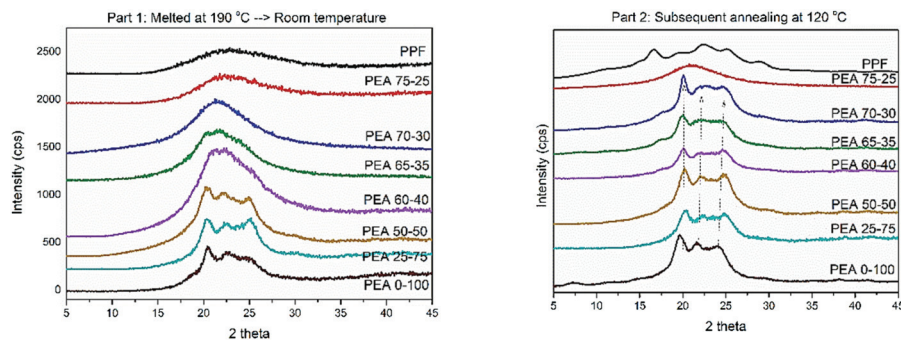 Part 1: Melted at 190 °C --> Room temperature
Intensity (cps)
2500
2000
1500
1000
500
0
PPF
PEA 75-25
PEA 70-30
PEA 65-35
PEA 60-40
PEA 50-50
PEA 25-75
PEA 0-100
5 10 15 20 25 30 35 40 45
2 theta
Part 2: Subsequent annealing at 120 °C
Intensity (cps)
PPF
PEA 75-25
PEA 70-30
PEA 65-35
PEA 60-40
PEA 50-50
PEA 25-75
PEA 0-100
5 10 15 20 25 30 35 40 45
2 theta